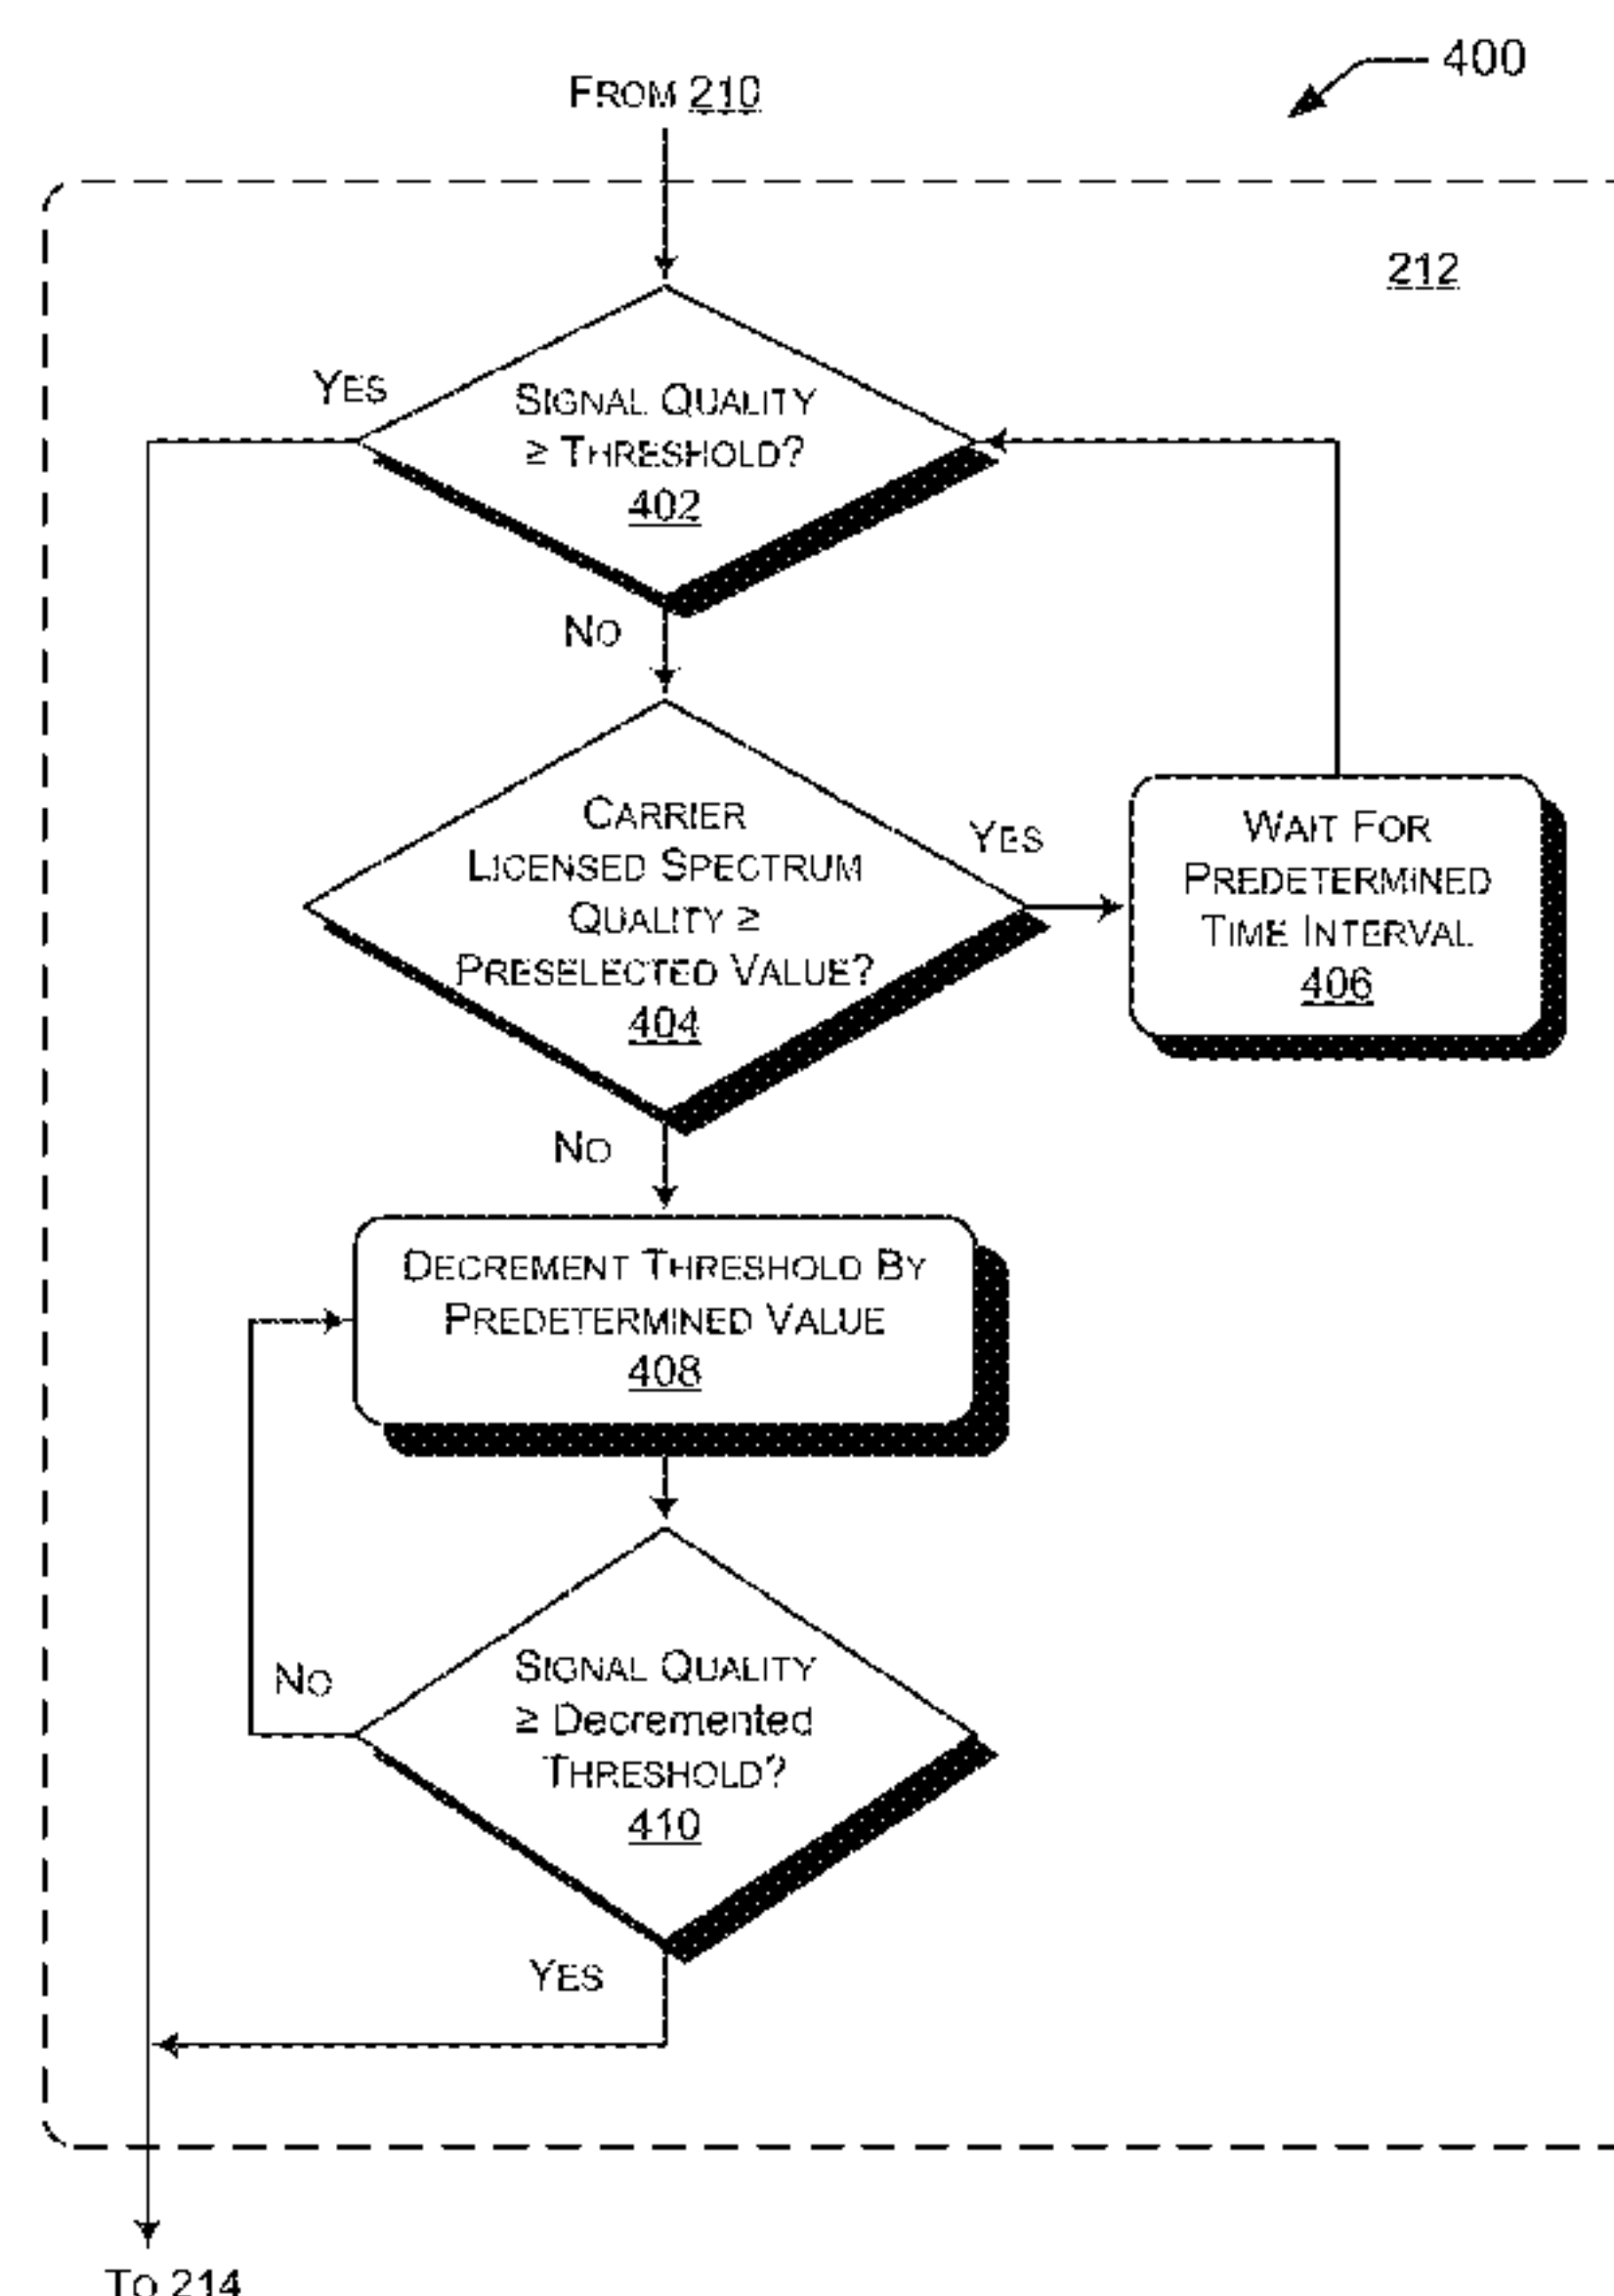 400
FROM 210
212
YES
SIGNAL QUALITY
≥ THRESHOLD?
402
NO
CARRIER
LICENSED SPECTRUM
QUALITY ≥
PRESELECTED VALUE?
404
YES
WAIT FOR
PREDETERMINED
TIME INTERVAL
406
NO
DECREMENT THRESHOLD BY
PREDETERMINED VALUE
408
NO
SIGNAL QUALITY
≥ Decremented
THRESHOLD?
410
YES
TO 214